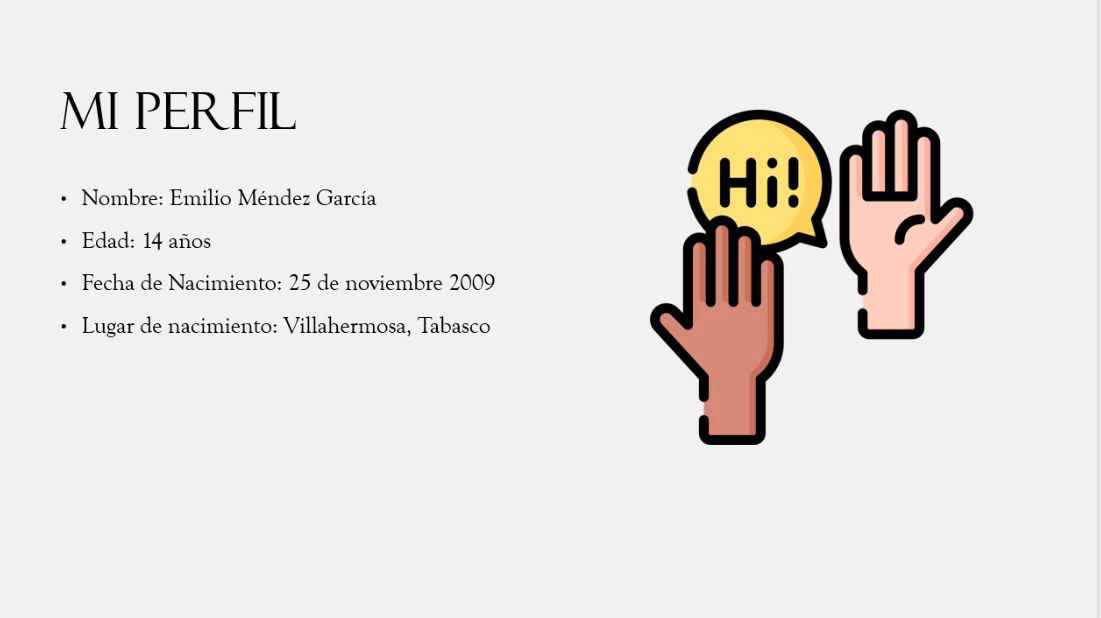 MI PERFIL
• Nombre: Emilio Méndez García
• Edad: 14 años
• Fecha de Nacimiento: 25 de noviembre 2009
• Lugar de nacimiento: Villahermosa, Tabasco
Hi!